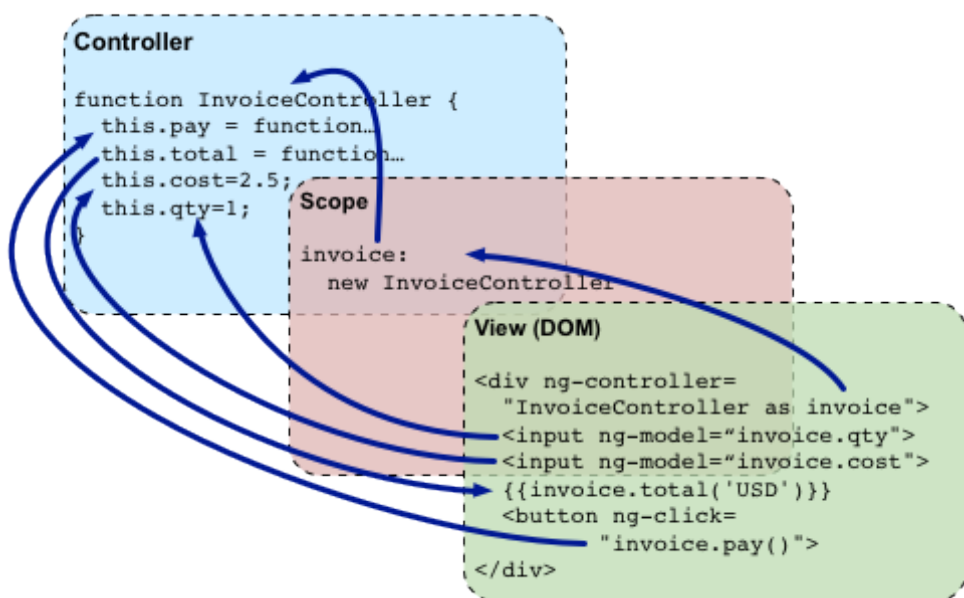 Controller
function InvoiceController {
this.pay = function…
this.total = function…
this.cost=2.5;
this.qty=1;
}
Scope
invoice:
new InvoiceController
View (DOM)
<div ng-controller=
"InvoiceController as invoice">
<input ng-model=“invoice.qty">
<input ng-model=“invoice.cost">
{{invoice.total('USD')}}
<button ng-click=
"invoice.pay()">
</div>